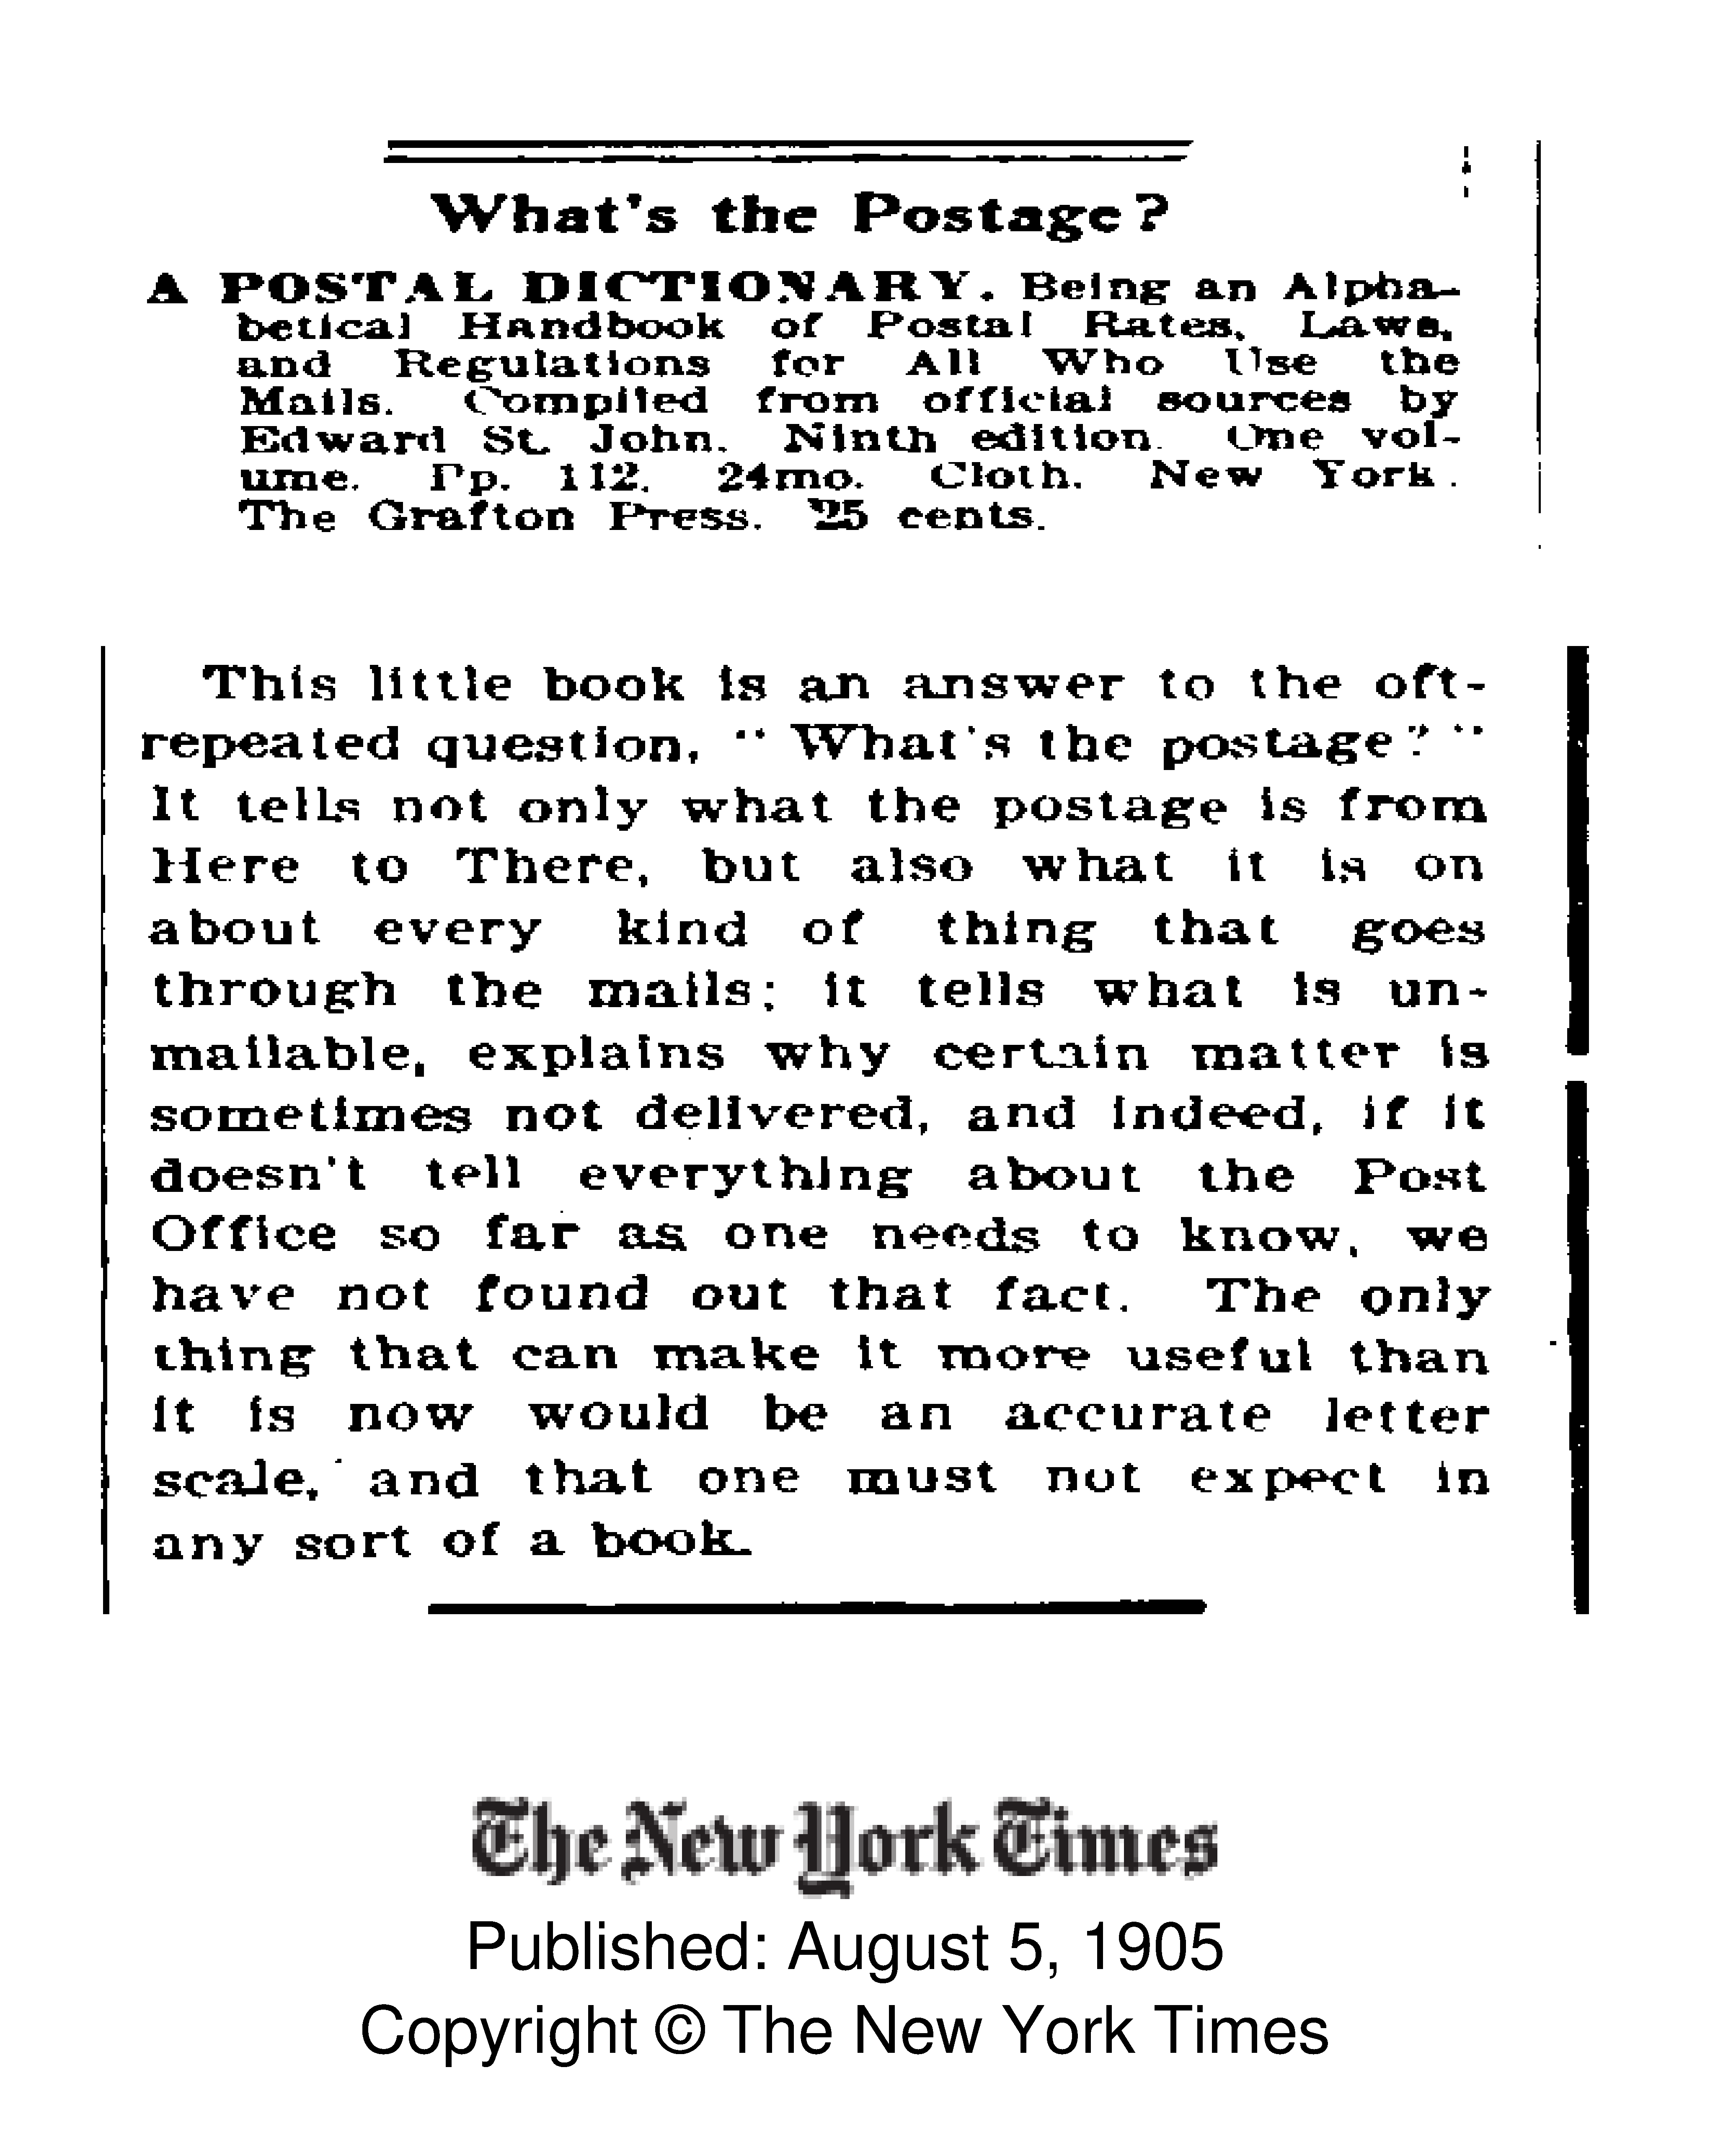 What's the Postage?
A POSTAL DICTIONARY. Being an Alpha-
betical Handbook of Postal Rates, Laws,
and Regulations for All Who Use the
Mails. Compiled from official sources by
Edward St. John. Ninth edition. One vol-
ume. Pp. 112. 24mo. Cloth. New York.
The Grafton Press. 25 cents.
This little book is an answer to the oft-
repeated question, " What's the postage? "
It tells not only what the postage is from
Here to There, but also what it is on
about every kind of thing that goes
through the mails; it tells what is un-
mailable, explains why certain matter is
sometimes not delivered, and indeed, if it
doesn't tell everything about the Post
Office so far as one needs to know, we
have not found out that fact. The only
thing that can make it more useful than
it is now would be an accurate letter
scale, and that one must not expect in
any sort of a book.
The New York Times
Published: August 5, 1905
Copyright © The New York Times